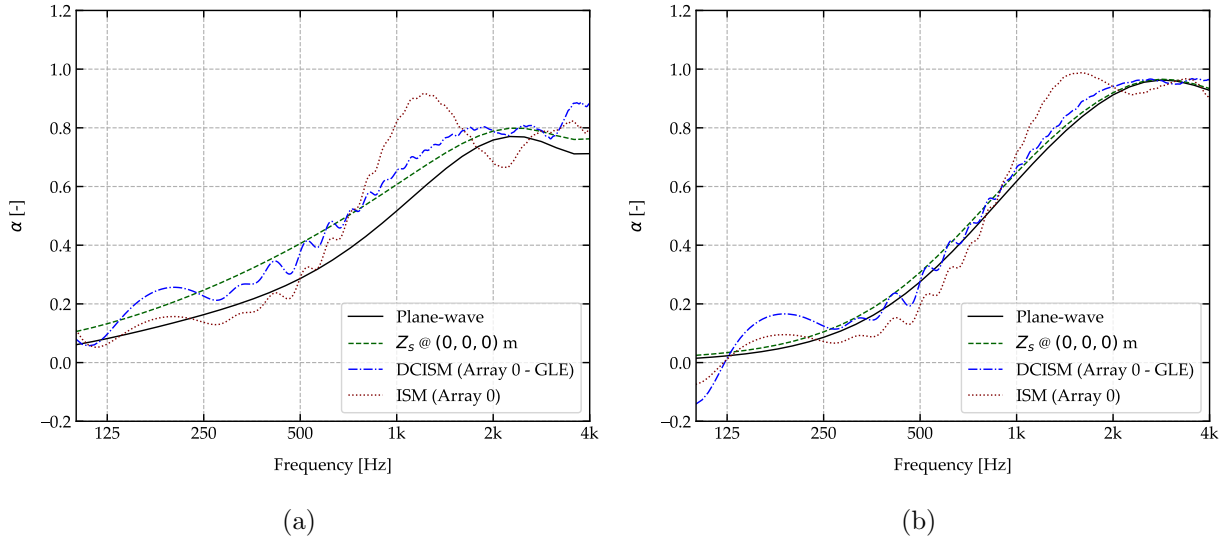 1.2
1.0
0.8
0.6
0.4
0.2
0.0
−0.2
α [-]
125 250 500 1k 2k 4k
Frequency [Hz]
Plane-wave
Zs @ (0, 0, 0) m
DCISM (Array 0 - GLE)
ISM (Array 0)
(a)
1.2
1.0
0.8
0.6
0.4
0.2
0.0
−0.2
α [-]
125 250 500 1k 2k 4k
Frequency [Hz]
Plane-wave
Zs @ (0, 0, 0) m
DCISM (Array 0 - GLE)
ISM (Array 0)
(b)